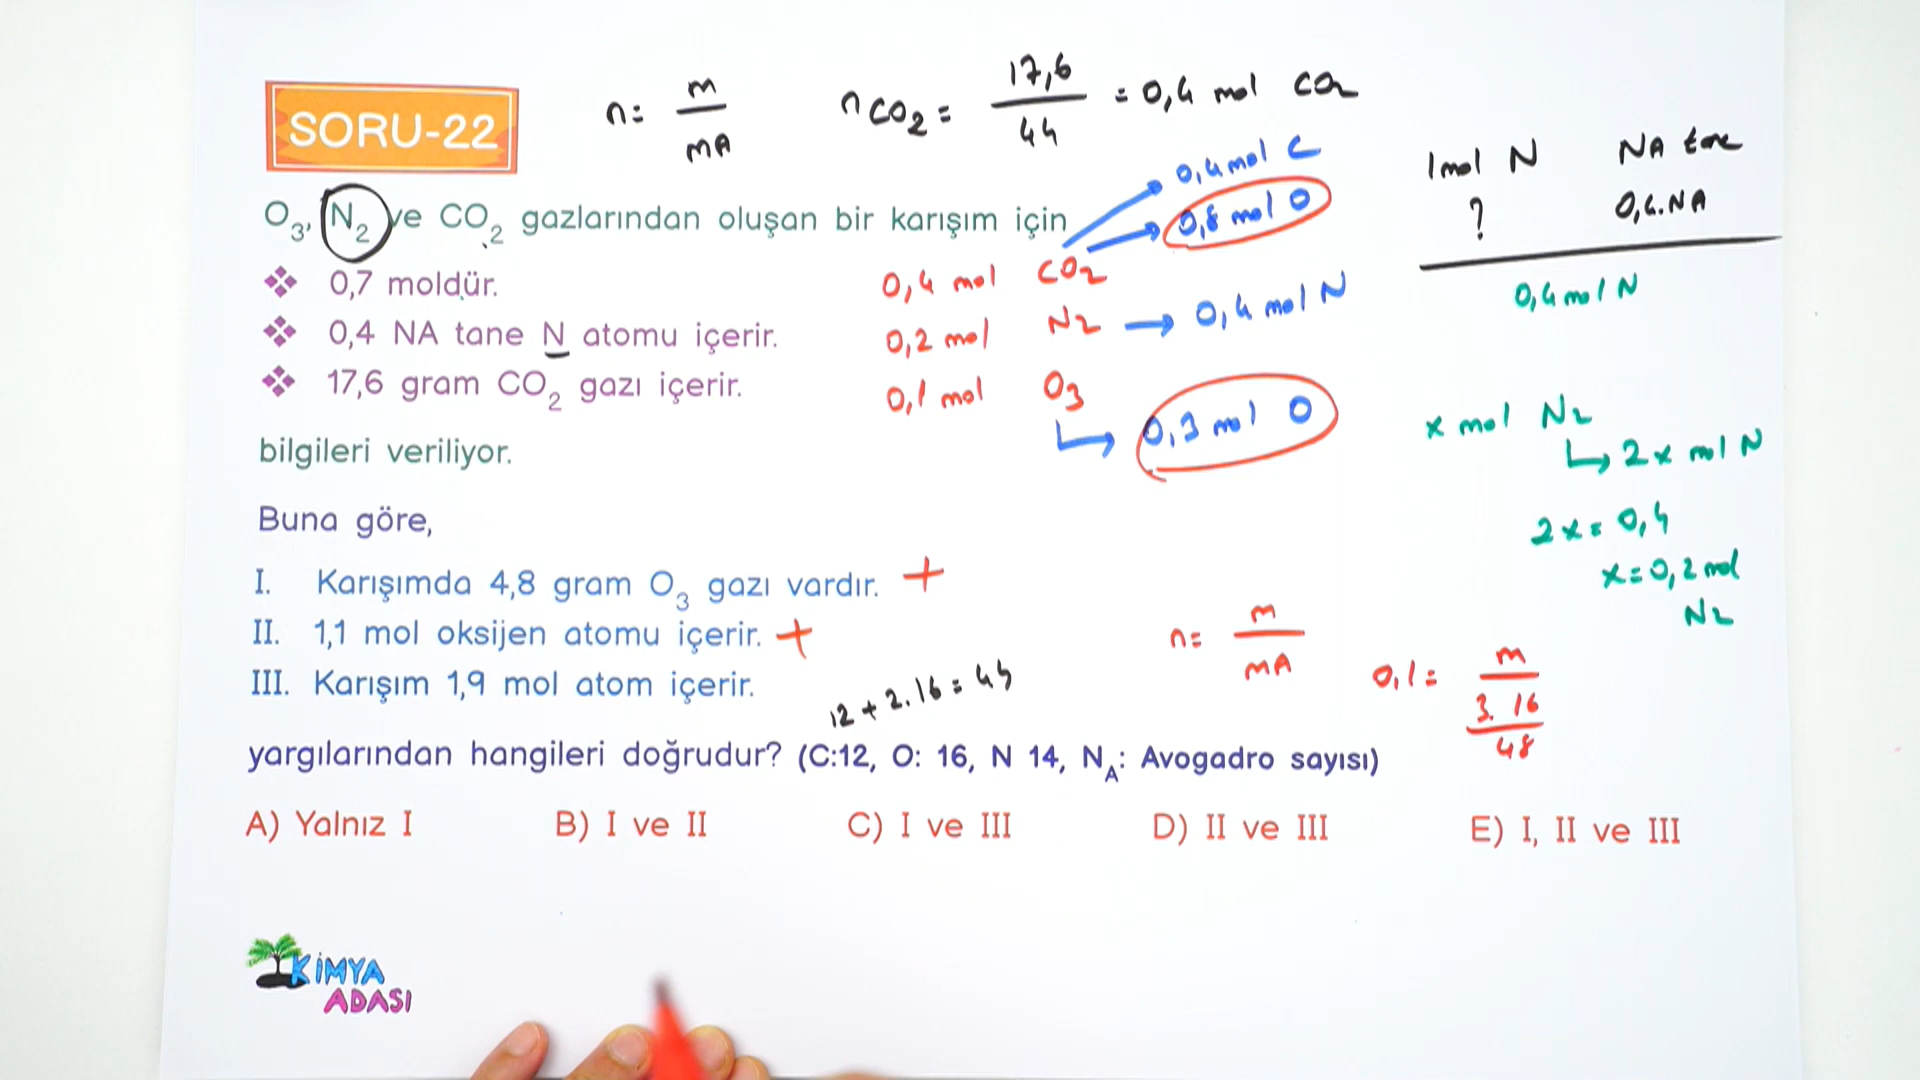 SORU-22
n = m / MA
nCO2 = 17,6 / 44 = 0,4 mol CO2
O3, N2 ve CO2 gazlarından oluşan bir karışım için
❖ 0,7 moldür.
❖ 0,4 NA tane N atomu içerir.
❖ 17,6 gram CO2 gazı içerir.
bilgileri veriliyor.
0,4 mol CO2
0,4 mol C
0,8 mol O
0,2 mol N2 → 0,4 mol N
0,1 mol O3
0,3 mol O
1mol N NA tane
? 0,4.NA
0,4 mol N
x mol N2
2x mol N
2x = 0,4
x = 0,2 mol
N2
Buna göre,
I. Karışımda 4,8 gram O3 gazı vardır. +
II. 1,1 mol oksijen atomu içerir. +
III. Karışım 1,9 mol atom içerir.
12 + 2.16 = 44
n = m / MA
0,1 = m / 3.16
48
yargılarından hangileri doğrudur? (C:12, O: 16, N 14, NA: Avogadro sayısı)
A) Yalnız I B) I ve II C) I ve III D) II ve III E) I, II ve III
KİMYA
ADASI